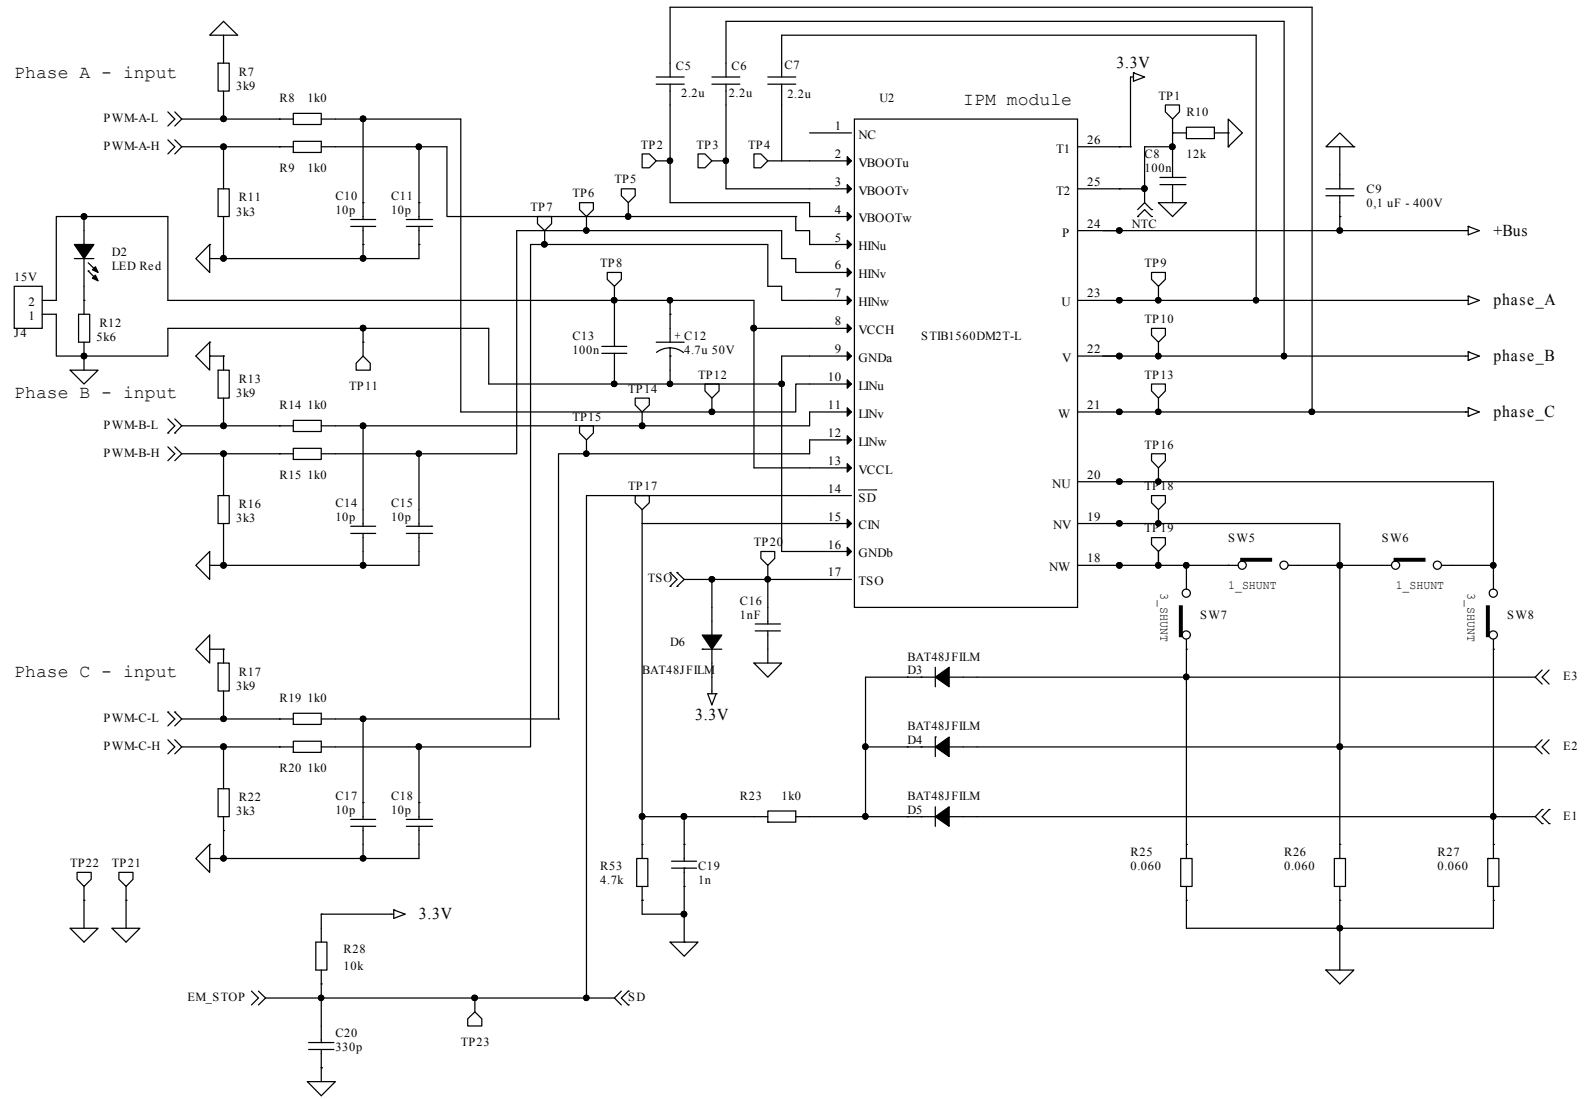 Phase A - input
R7
3k9
R8 1k0
PWM-A-L
PWM-A-H
R9 1k0
R11
3k3
C10
10p
C11
10p
D2
LED Red
15V
2
1
J4
R12
5k6
TP11
Phase B - input
R13
3k9
R14 1k0
PWM-B-L
PWM-B-H
R15 1k0
R16
3k3
C14
10p
C15
10p
Phase C - input
R17
3k9
R19 1k0
PWM-C-L
PWM-C-H
R20 1k0
R22
3k3
C17
10p
C18
10p
TP22
TP21
3.3V
R28
10k
EM_STOP
SD
TP23
C20
330p
C5
2.2u
C6
2.2u
C7
2.2u
TP2
TP3
TP4
TP5
TP6
TP7
TP8
C13
100n
+
C12
4.7u 50V
TP12
TP14
TP15
TP17
TP20
TSO
C16
1nF
D6
BAT48JFILM
3.3V
U2
IPM module
STIB1560DM2T-L
1
NC
2
VBOOTu
3
VBOOTv
4
VBOOTw
5
HINu
6
HINv
7
HINw
8
VCCH
9
GNDa
10
LINu
11
LINv
12
LINw
13
VCCL
14
SD
15
CIN
16
GNDb
17
TSO
T1
26
T2
25
P
24
U
23
V
22
W
21
NU
20
NV
19
NW
18
3.3V
TP1
R10
12k
C8
100n
NTC
C9
0,1 uF - 400V
+Bus
TP9
phase_A
TP10
phase_B
TP13
phase_C
TP16
TP18
TP19
SW5
1_SHUNT
SW6
1_SHUNT
3_SHUNT
SW7
3_SHUNT
SW8
BAT48JFILM
D3
E3
BAT48JFILM
D4
E2
BAT48JFILM
D5
E1
R23 1k0
R53
4.7k
C19
1n
R25
0.060
R26
0.060
R27
0.060